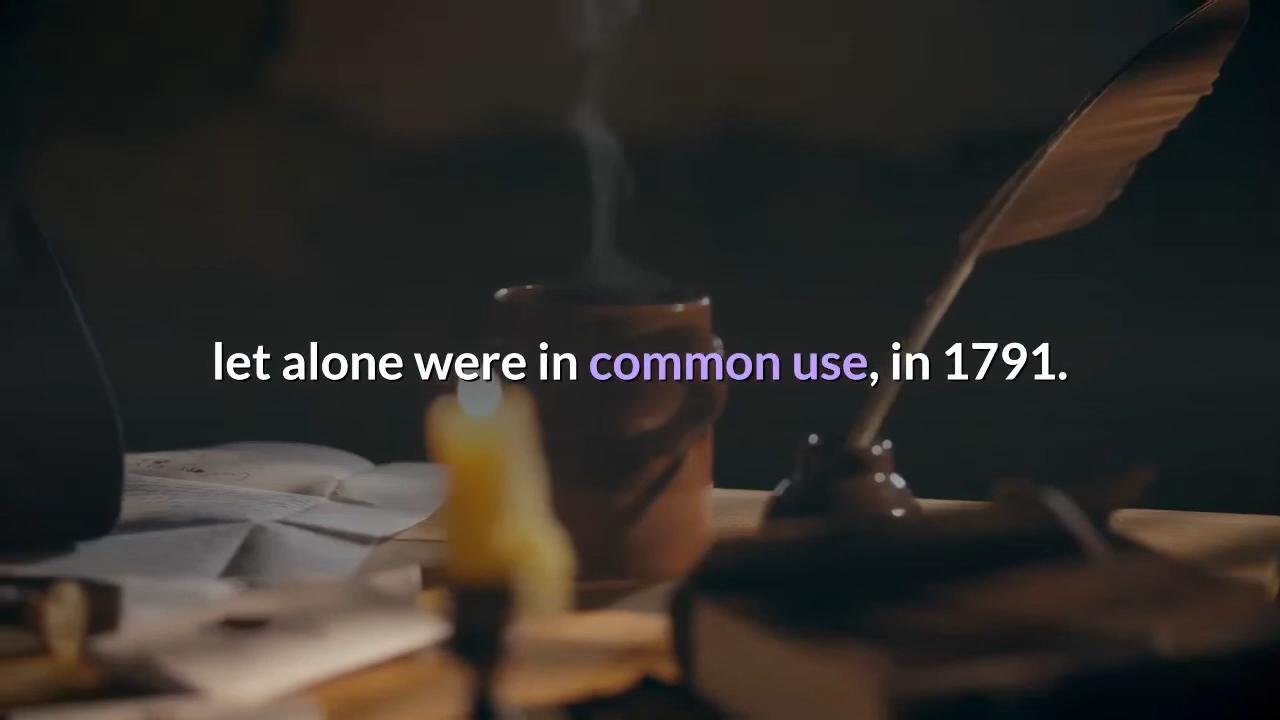 let alone were in common use, in 1791.